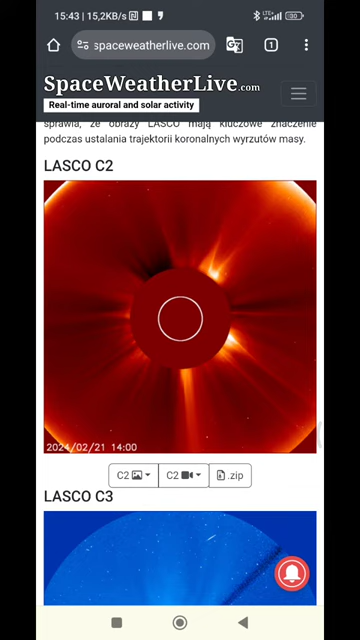 15:43 | 15,2KB/s
LTE
spaceweatherlive.com
1
SpaceWeatherLive.com
Real-time auroral and solar activity
sprawia, że obrazy LASCO mają kluczowe znaczenie
podczas ustalania trajektorii koronalnych wyrzutów masy.
LASCO C2
2024/02/21 14:00
C2 C2 .zip
LASCO C3